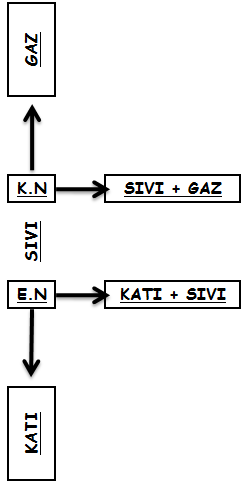 GAZ
K.N
SIVI + GAZ
SIVI
E.N
KATI + SIVI
KATI